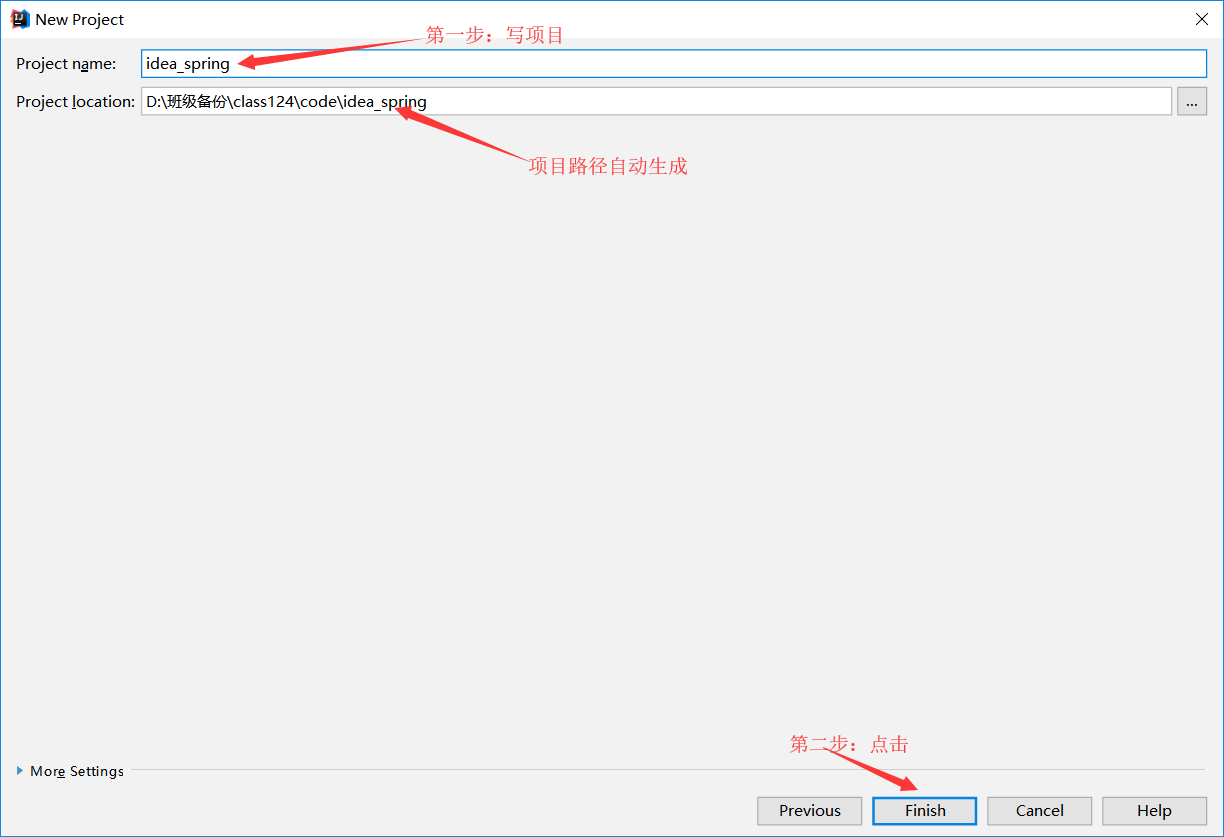 New Project
第一步：写项目
Project name: idea_spring
Project location: D:\班级备份\class124\code\idea_spring ...
项目路径自动生成
第二步：点击
More Settings
Previous Finish Cancel Help